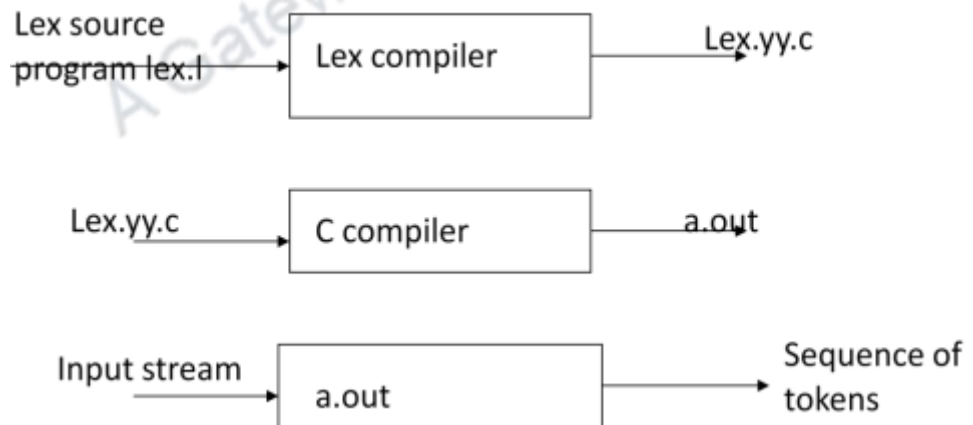 Lex source
program lex.l
Lex compiler
Lex.yy.c
Lex.yy.c
C compiler
a.out
Input stream
a.out
Sequence of
tokens
A